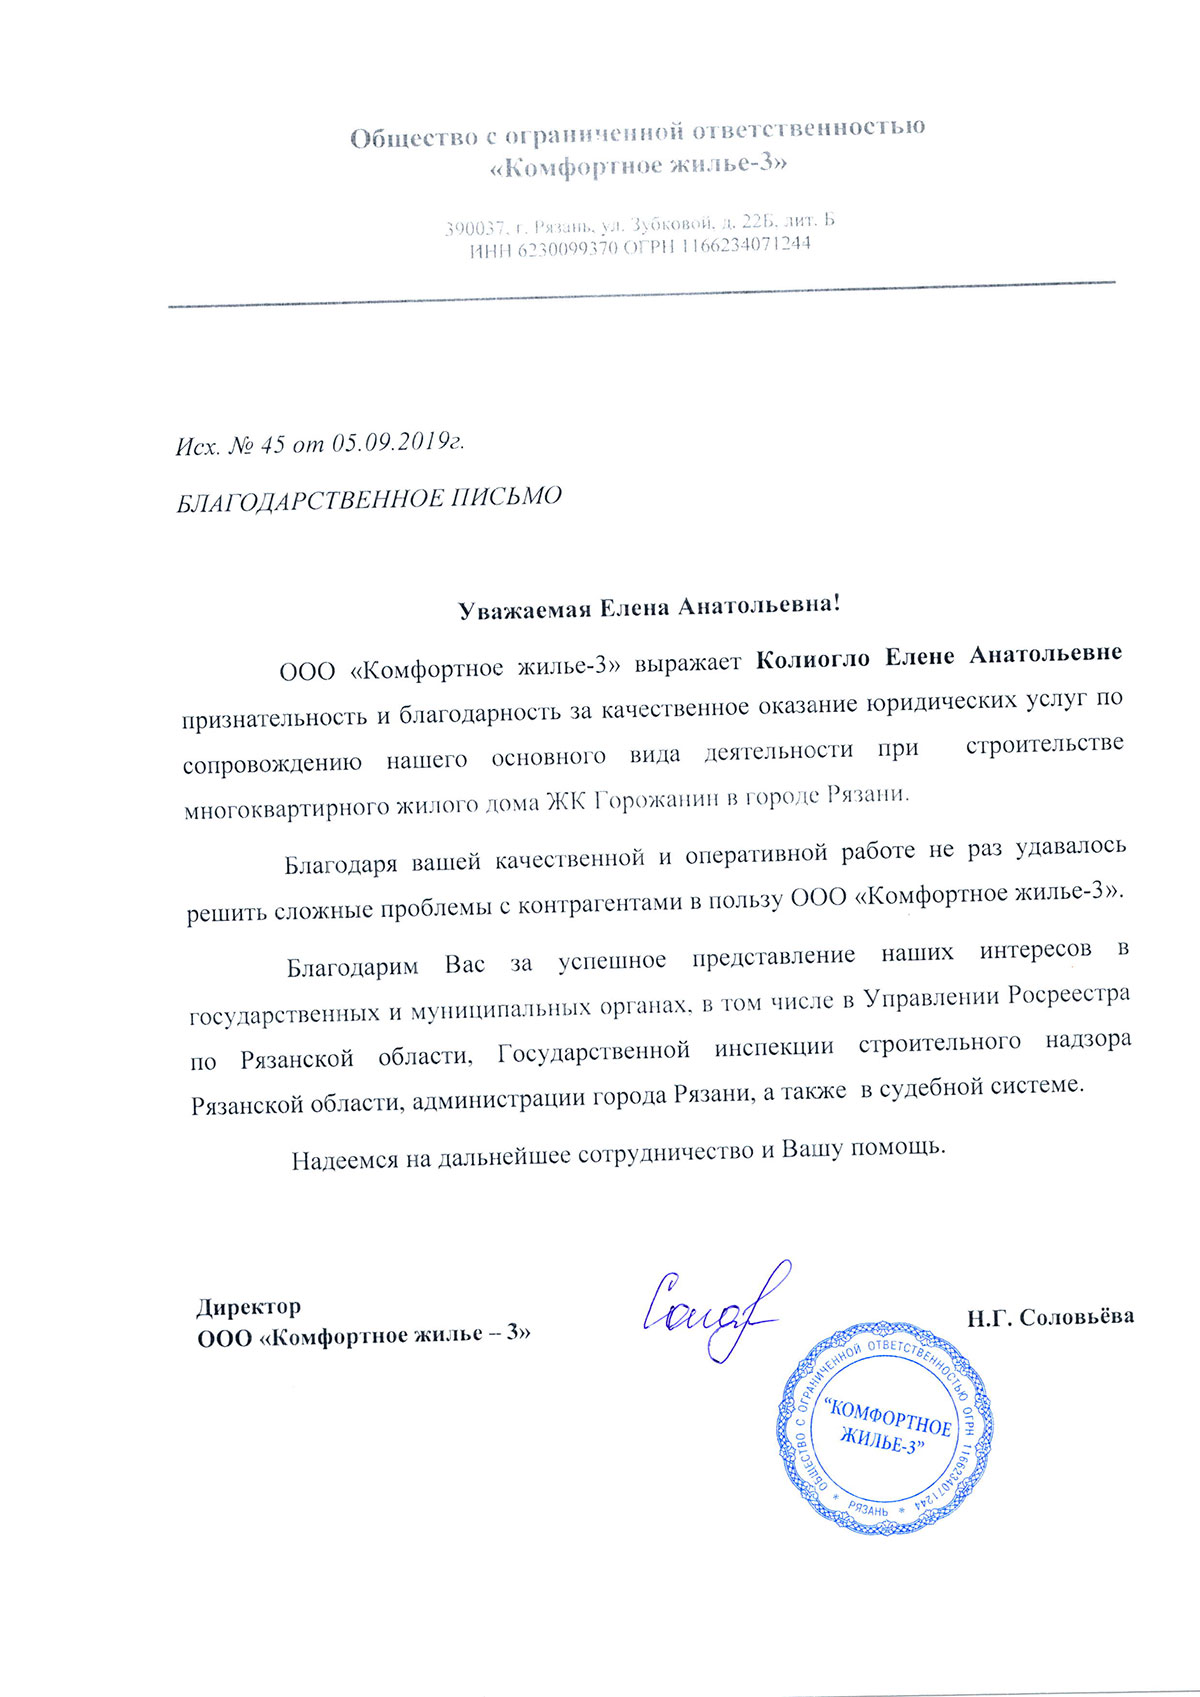 Общество с ограниченной ответственностью
«Комфортное жилье-3»
390037, г. Рязань, ул. Зубковой, д. 22Б, лит. Б
ИНН 6230099370 ОГРН 1166234071244
Исх. № 45 от 05.09.2019г.
БЛАГОДАРСТВЕННОЕ ПИСЬМО
Уважаемая Елена Анатольевна!
ООО «Комфортное жилье-3» выражает Колиогло Елене Анатольевне
признательность и благодарность за качественное оказание юридических услуг по
сопровождению нашего основного вида деятельности при строительстве
многоквартирного жилого дома ЖК Горожанин в городе Рязани.
Благодаря вашей качественной и оперативной работе не раз удавалось
решить сложные проблемы с контрагентами в пользу ООО «Комфортное жилье-3».
Благодарим Вас за успешное представление наших интересов в
государственных и муниципальных органах, в том числе в Управлении Росреестра
по Рязанской области, Государственной инспекции строительного надзора
Рязанской области, администрации города Рязани, а также в судебной системе.
Надеемся на дальнейшее сотрудничество и Вашу помощь.
Директор
ООО «Комфортное жилье – 3»
Н.Г. Соловьёва
ОБЩЕСТВО С ОГРАНИЧЕННОЙ ОТВЕТСТВЕННОСТЬЮ ОГРН 1166234071244
* РЯЗАНЬ *
"КОМФОРТНОЕ
ЖИЛЬЕ-3"